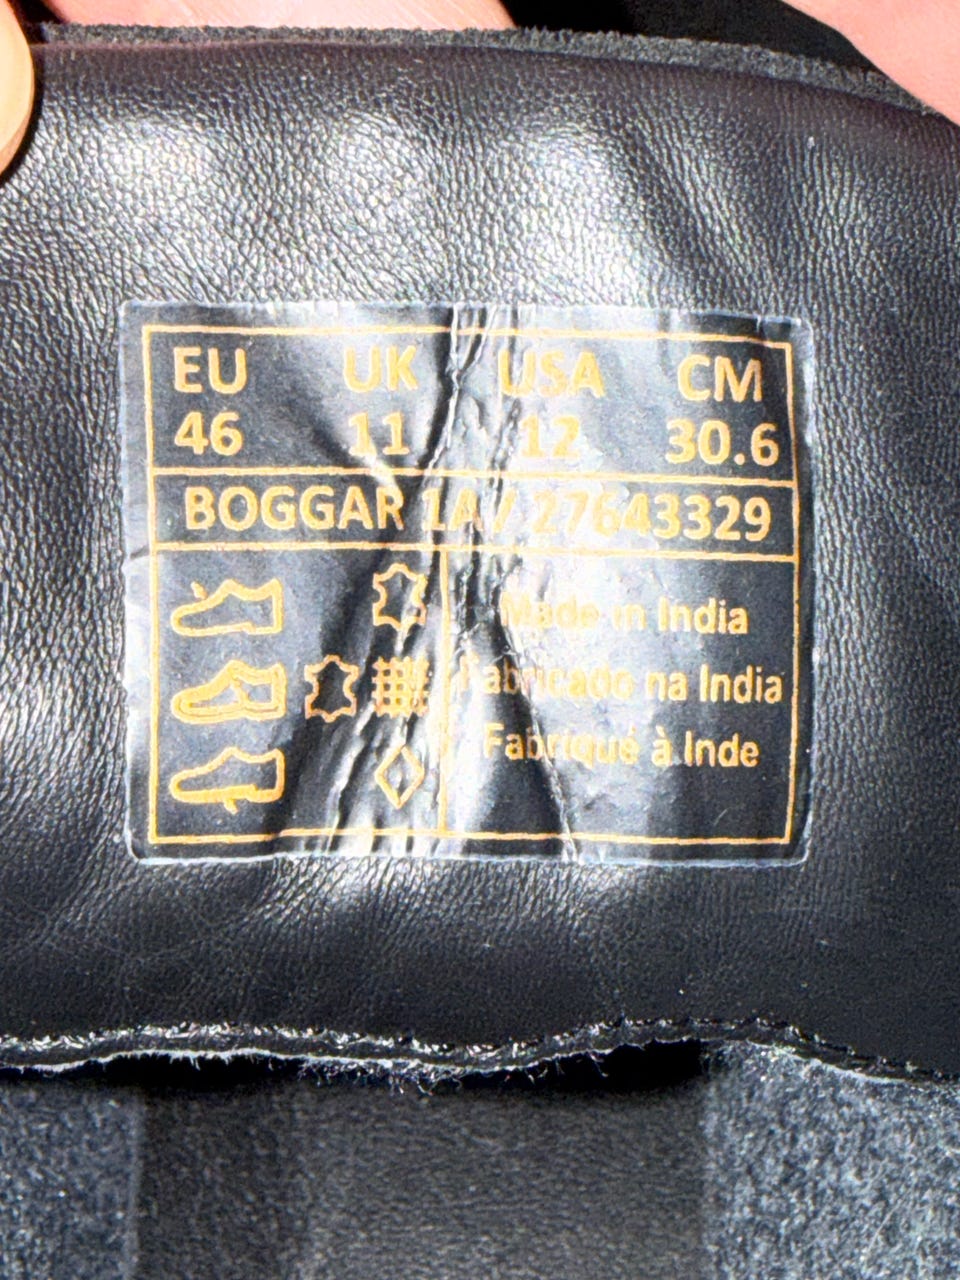 EU UK USA CM
46 11 12 30.6
BOGGAR 1A/ 27643329
Made in India
Fabricado na India
Fabriqué à Inde